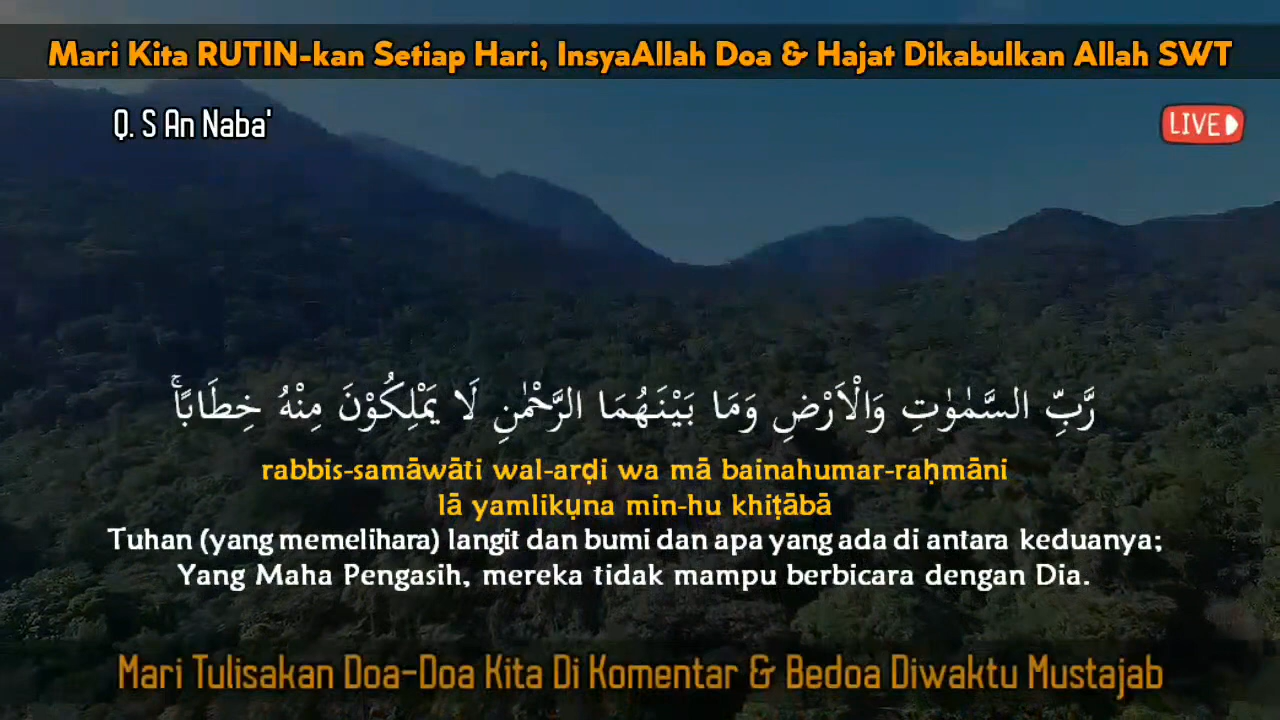 Mari Kita RUTIN-kan Setiap Hari, InsyaAllah Doa & Hajat Dikabulkan Allah SWT
Q. S An Naba'
LIVE
رَّبِّ السَّمٰوٰتِ وَالْاَرْضِ وَمَا بَيْنَهُمَا الرَّحْمٰنِ لَا يَمْلِكُوْنَ مِنْهُ خِطَابًاۚ
rabbis-samāwāti wal-arḍi wa mā bainahumar-raḥmāni
lā yamlikụna min-hu khiṭābā
Tuhan (yang memelihara) langit dan bumi dan apa yang ada di antara keduanya;
Yang Maha Pengasih, mereka tidak mampu berbicara dengan Dia.
Mari Tulisakan Doa-Doa Kita Di Komentar & Bedoa Diwaktu Mustajab